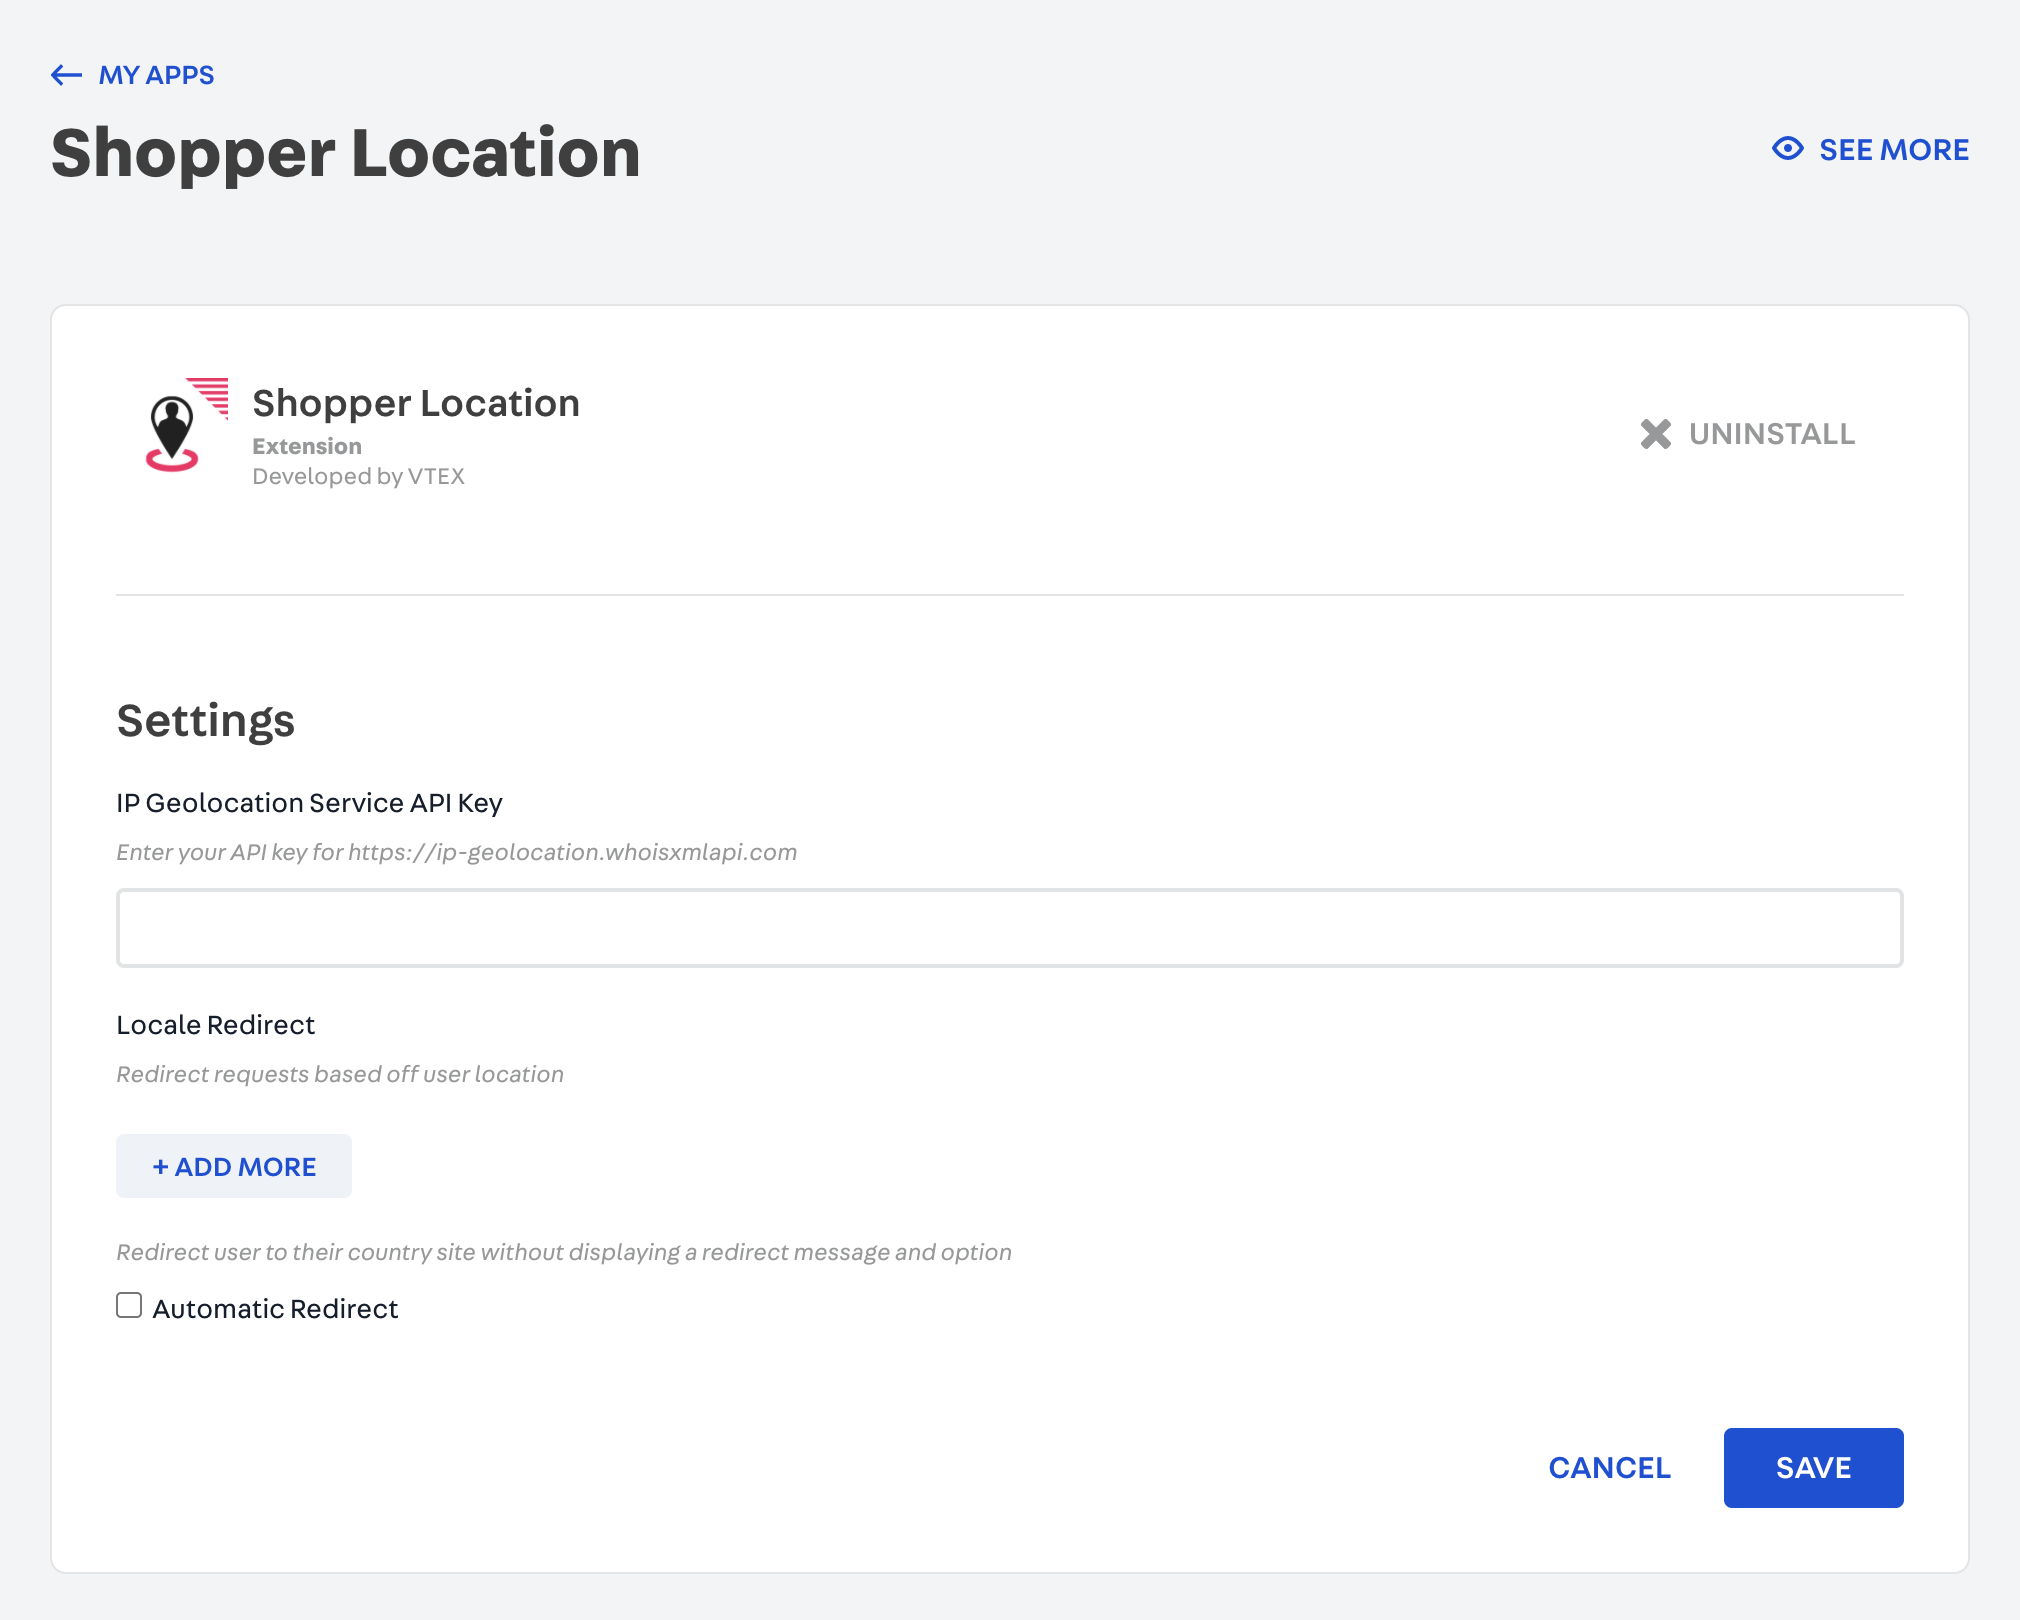 MY APPS
Shopper Location
SEE MORE
Shopper Location
Extension
Developed by VTEX
UNINSTALL
Settings
IP Geolocation Service API Key
Enter your API key for https://ip-geolocation.whoisxmlapi.com
Locale Redirect
Redirect requests based off user location
+ ADD MORE
Redirect user to their country site without displaying a redirect message and option
Automatic Redirect
CANCEL
SAVE